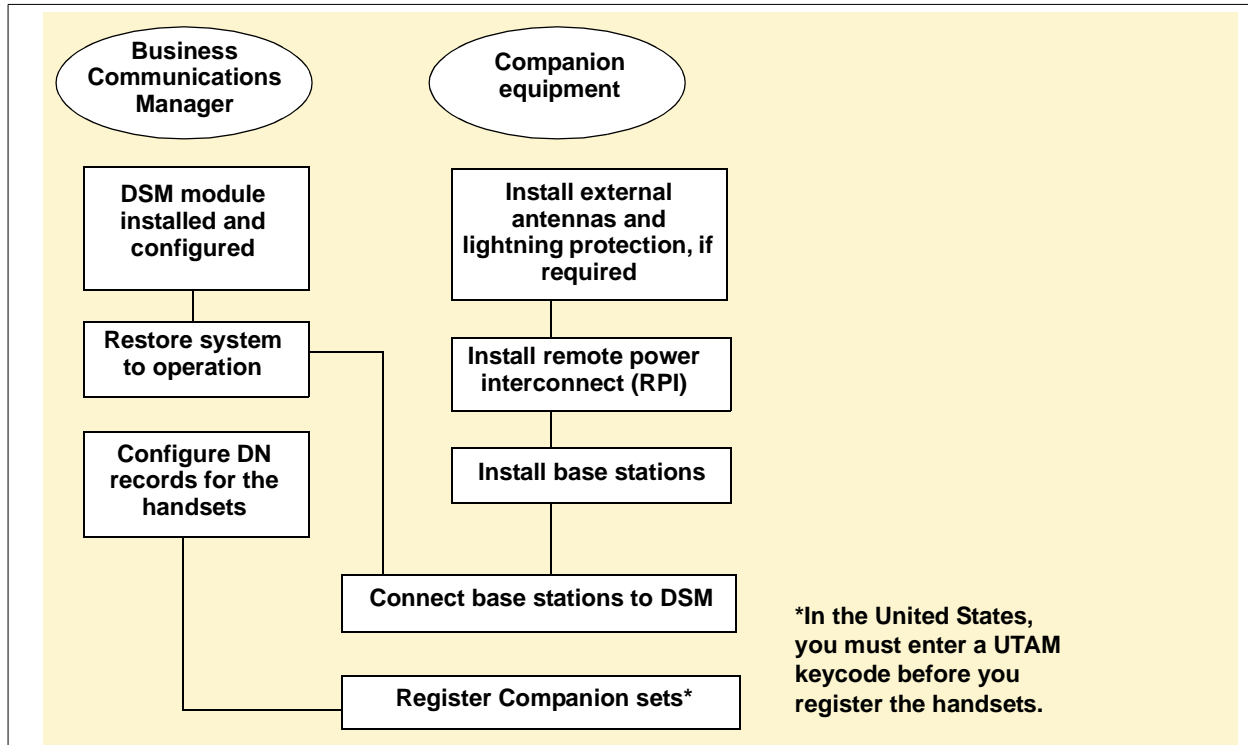 Business
Communications
Manager
Companion
equipment
DSM module
installed and
configured
Install external
antennas and
lightning protection, if
required
Restore system
to operation
Install remote power
interconnect (RPI)
Configure DN
records for the
handsets
Install base stations
Connect base stations to DSM
*In the United States,
you must enter a UTAM
keycode before you
register the handsets.
Register Companion sets*